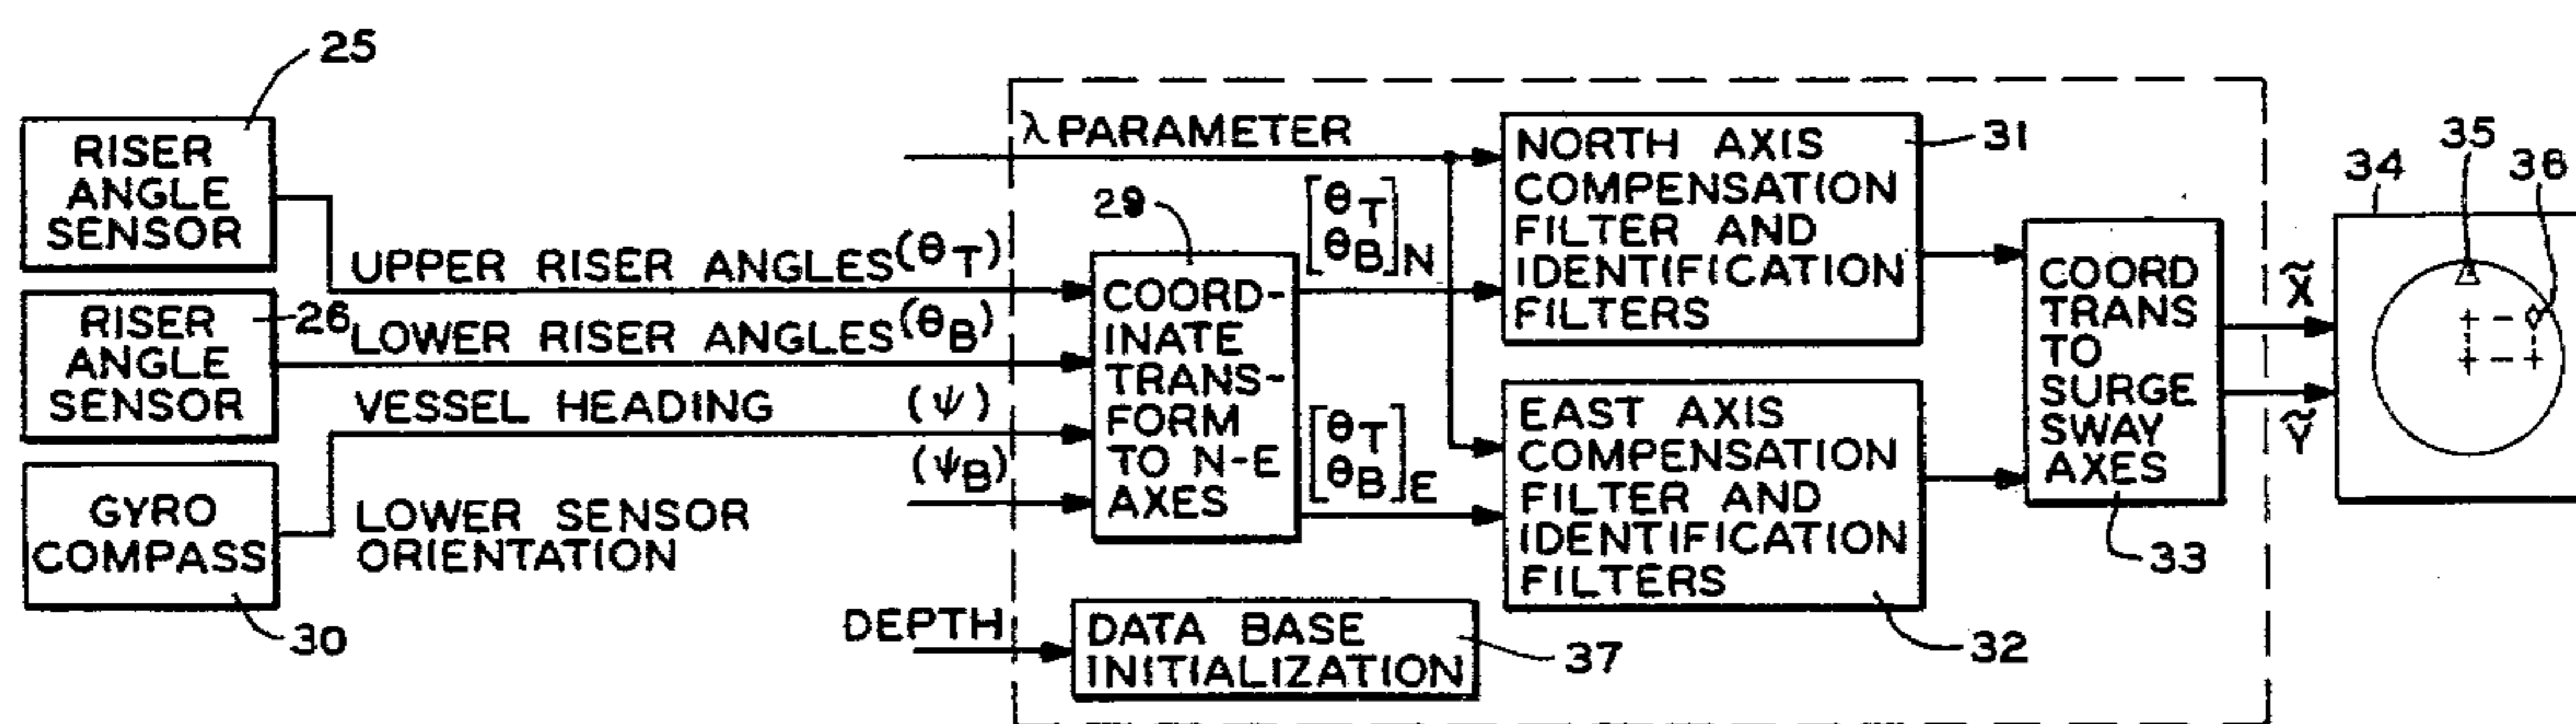 25
RISER
ANGLE
SENSOR
RISER
ANGLE
SENSOR
26
GYRO
COMPASS
30
UPPER RISER ANGLES (θT)
LOWER RISER ANGLES (θB)
VESSEL HEADING (ψ)
(ψB)
LOWER SENSOR
ORIENTATION
DEPTH
λ PARAMETER
29
COORD-
INATE
TRANS-
FORM
TO N-E
AXES
[θT
θB]N
[θT
θB]E
DATA BASE
INITIALIZATION
37
NORTH AXIS
COMPENSATION
FILTER AND
IDENTIFICATION
FILTERS
31
EAST AXIS
COMPENSATION
FILTER AND
IDENTIFICATION
FILTERS
32
COORD
TRANS
TO
SURGE
SWAY
AXES
33
X̃
Ỹ
34
35
36